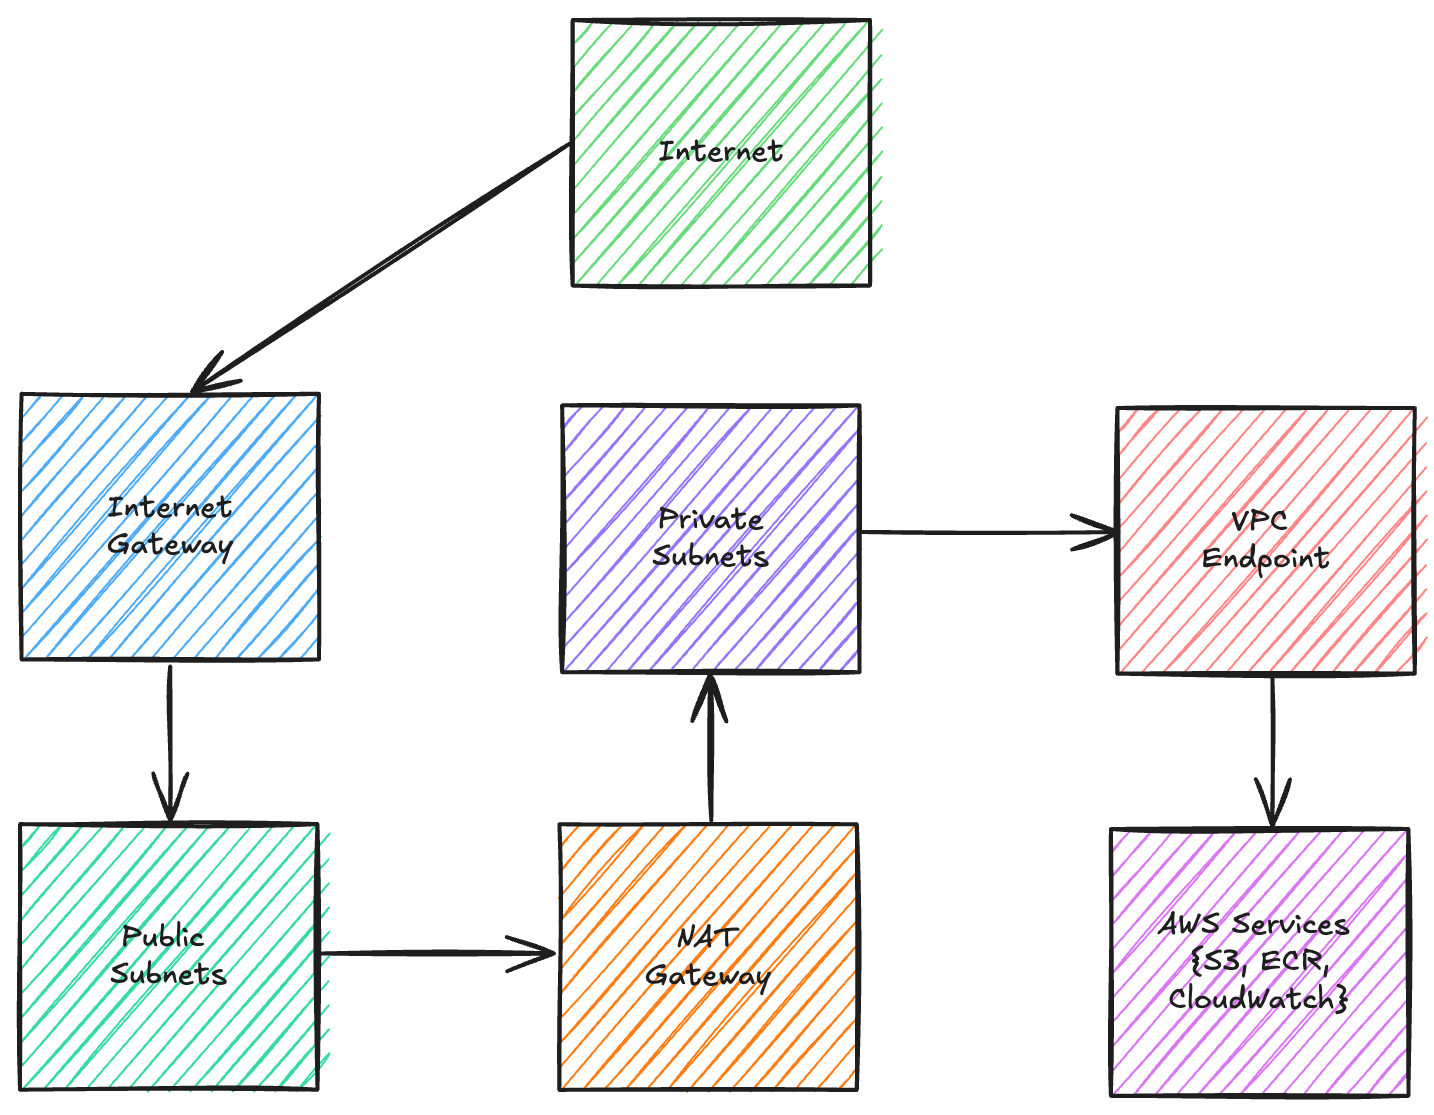 Internet
Internet
Gateway
Private
Subnets
VPC
Endpoint
Public
Subnets
NAT
Gateway
AWS Services
{S3, ECR,
CloudWatch}